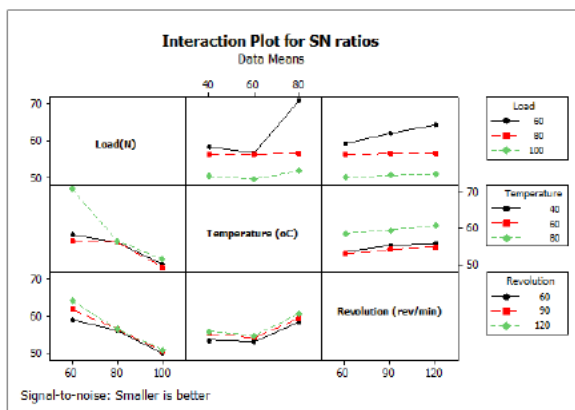 Interaction Plot for SN ratios
Data Means
40 60 80
70
60
50
Load(N)
Load
60
80
100
Temperature (oC)
70
60
50
Temperature
40
60
80
70
60
50
Revolution (rev/min)
Revolution
60
90
120
60 80 100
60 90 120
Signal-to-noise: Smaller is better